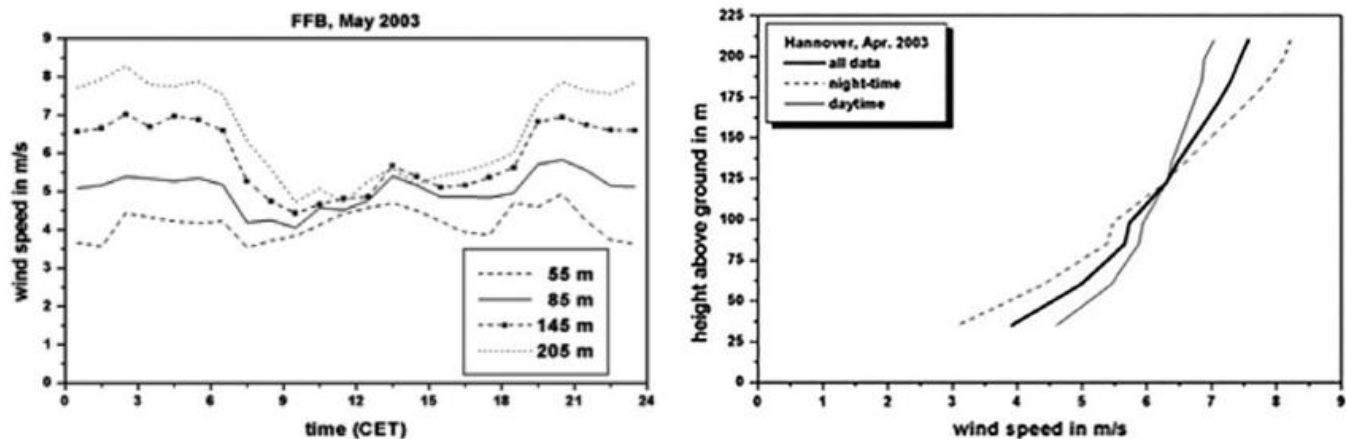 FFB, May 2003
9
8
7
6
5
4
3
2
1
0
wind speed in m/s
55 m
85 m
145 m
205 m
0 3 6 9 12 15 18 21 24
time (CET)
225
200
175
150
125
100
75
50
25
0
height above ground in m
Hannover, Apr. 2003
all data
night-time
daytime
0 1 2 3 4 5 6 7 8 9
wind speed in m/s